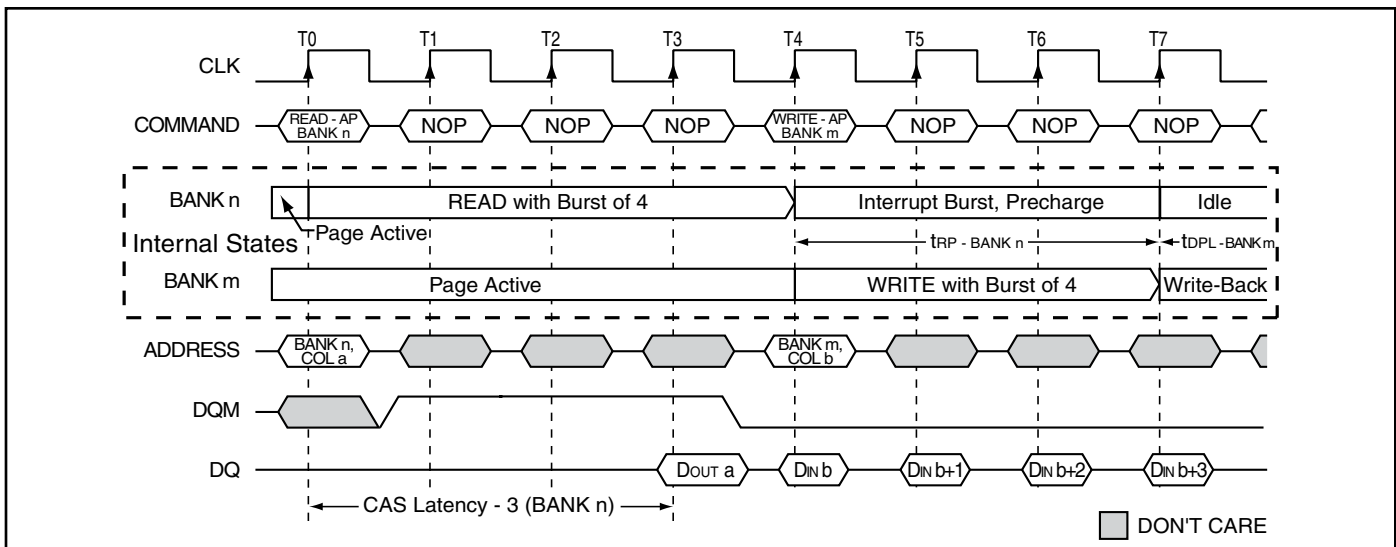 T0 T1 T2 T3 T4 T5 T6 T7
CLK
COMMAND READ - AP BANK n NOP NOP NOP WRITE - AP BANK m NOP NOP NOP
BANK n READ with Burst of 4 Interrupt Burst, Precharge Idle
Internal States Page Active tRP - BANK n tDPL - BANK m
BANK m Page Active WRITE with Burst of 4 Write-Back
ADDRESS BANK n, COL a BANK m, COL b
DQM
DQ DOUT a DIN b DIN b+1 DIN b+2 DIN b+3
CAS Latency - 3 (BANK n)
DON'T CARE